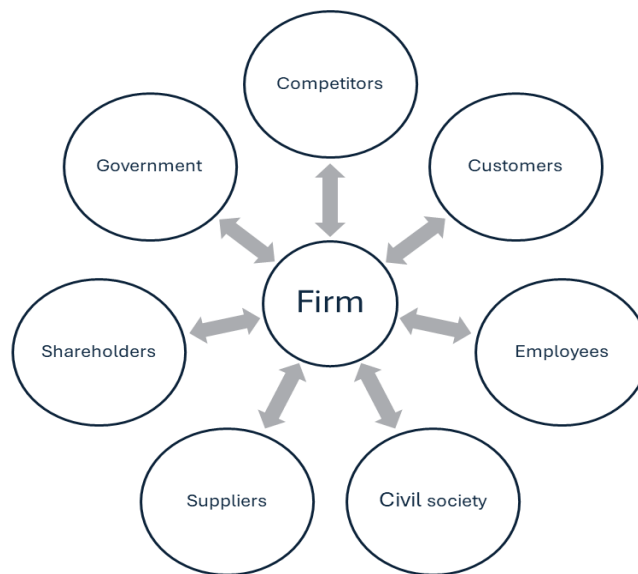 Competitors
Government
Customers
Firm
Shareholders
Employees
Suppliers
Civil society